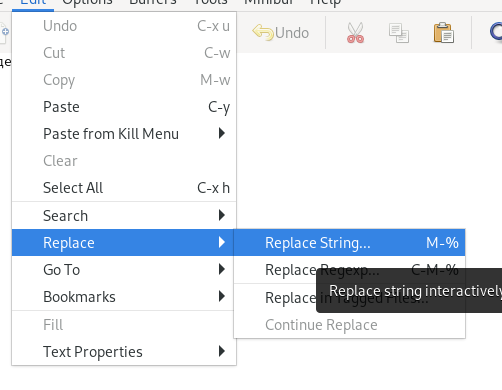 Edit Options Buffers Tools Minibuf Help
Undo C-x u
Undo
Cut C-w
Copy M-w
де
Paste C-y
Paste from Kill Menu
Clear
Select All C-x h
Search
Replace
Replace String... M-%
Go To
Replace Regexp... C-M-%
Replace string interactively
Bookmarks
Replace in Tagged Files...
Fill
Continue Replace
Text Properties